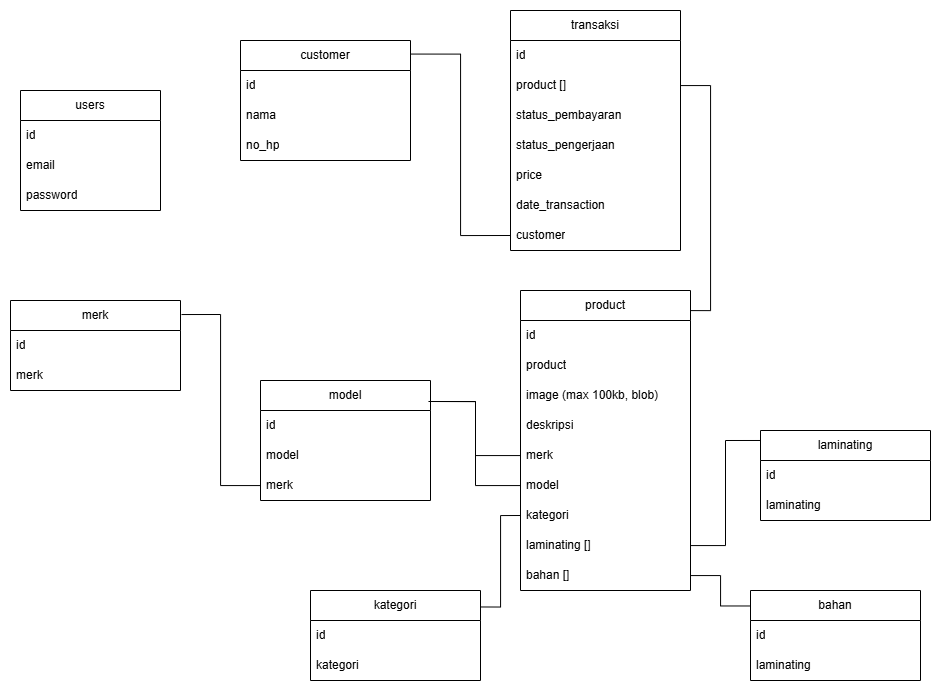 transaksi
id
product []
status_pembayaran
status_pengerjaan
price
date_transaction
customer
customer
id
nama
no_hp
users
id
email
password
merk
id
merk
product
id
product
image (max 100kb, blob)
deskripsi
merk
model
kategori
laminating []
bahan []
model
id
model
merk
laminating
id
laminating
kategori
id
kategori
bahan
id
laminating